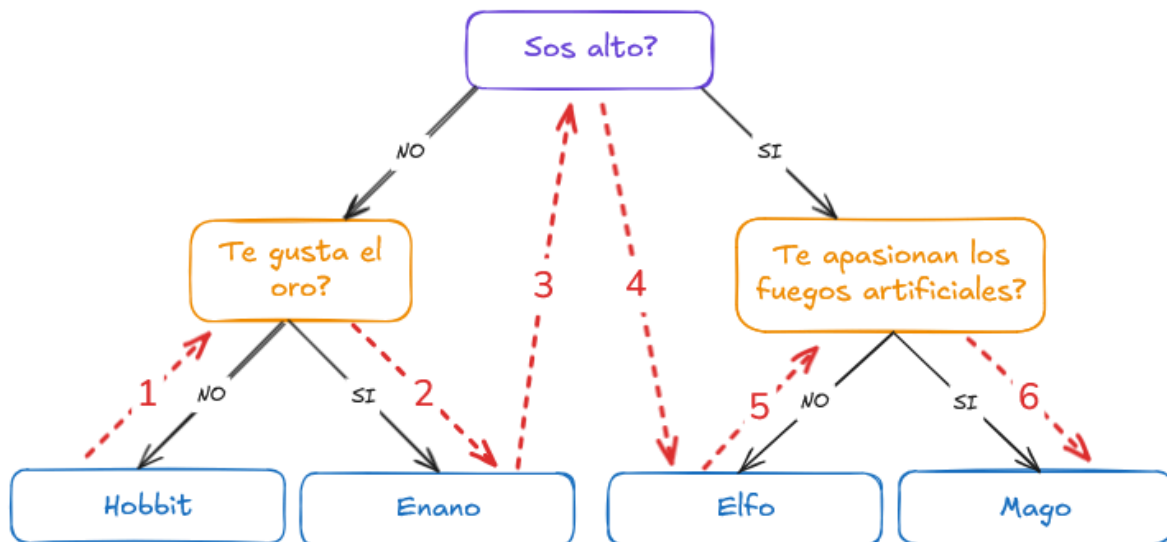 Sos alto?
NO
SI
Te gusta el
oro?
Te apasionan los
fuegos artificiales?
3
4
1
NO
SI
2
5
NO
SI
6
Hobbit
Enano
Elfo
Mago